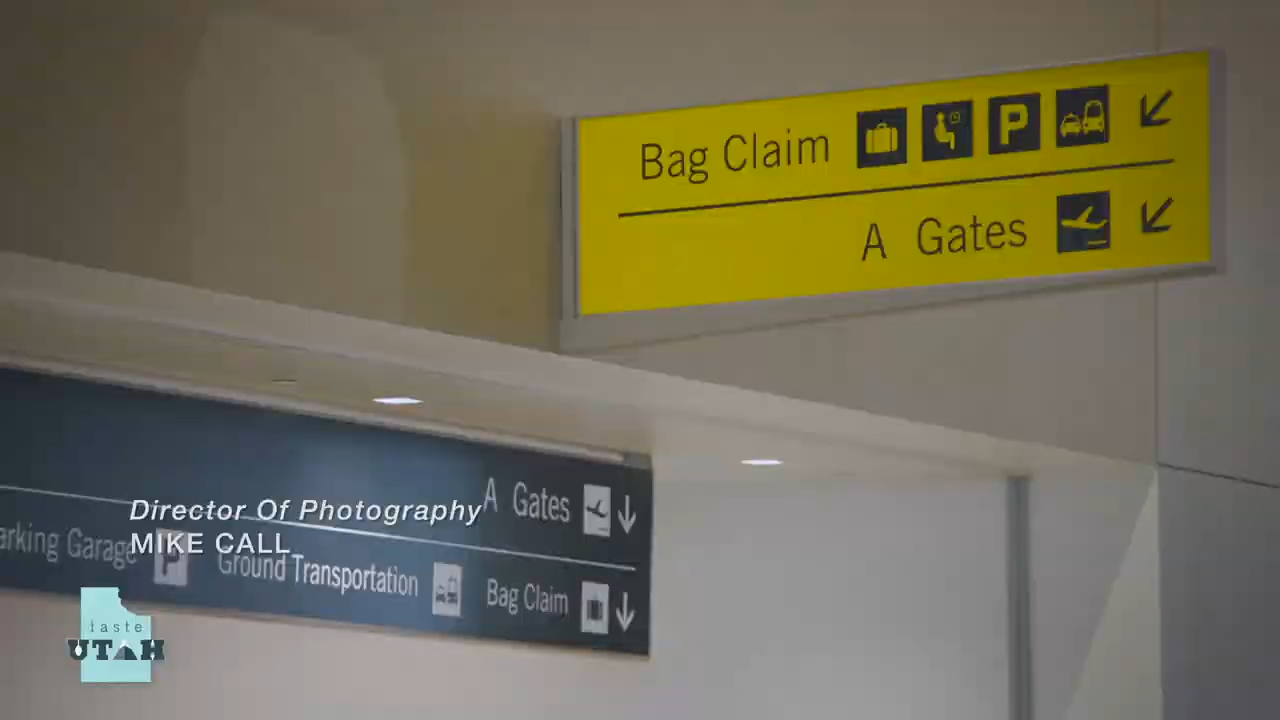 Bag Claim P
A Gates
A Gates
arking Garage P Ground Transportation Bag Claim
Director Of Photography
MIKE CALL
taste
UTAH